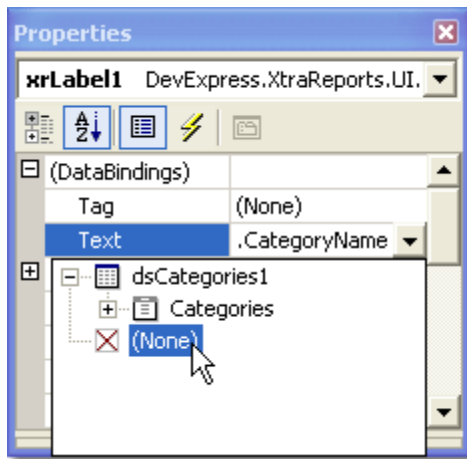 Properties
xrLabel1 DevExpress.XtraReports.UI.
(DataBindings)
Tag (None)
Text .CategoryName
dsCategories1
Categories
(None)